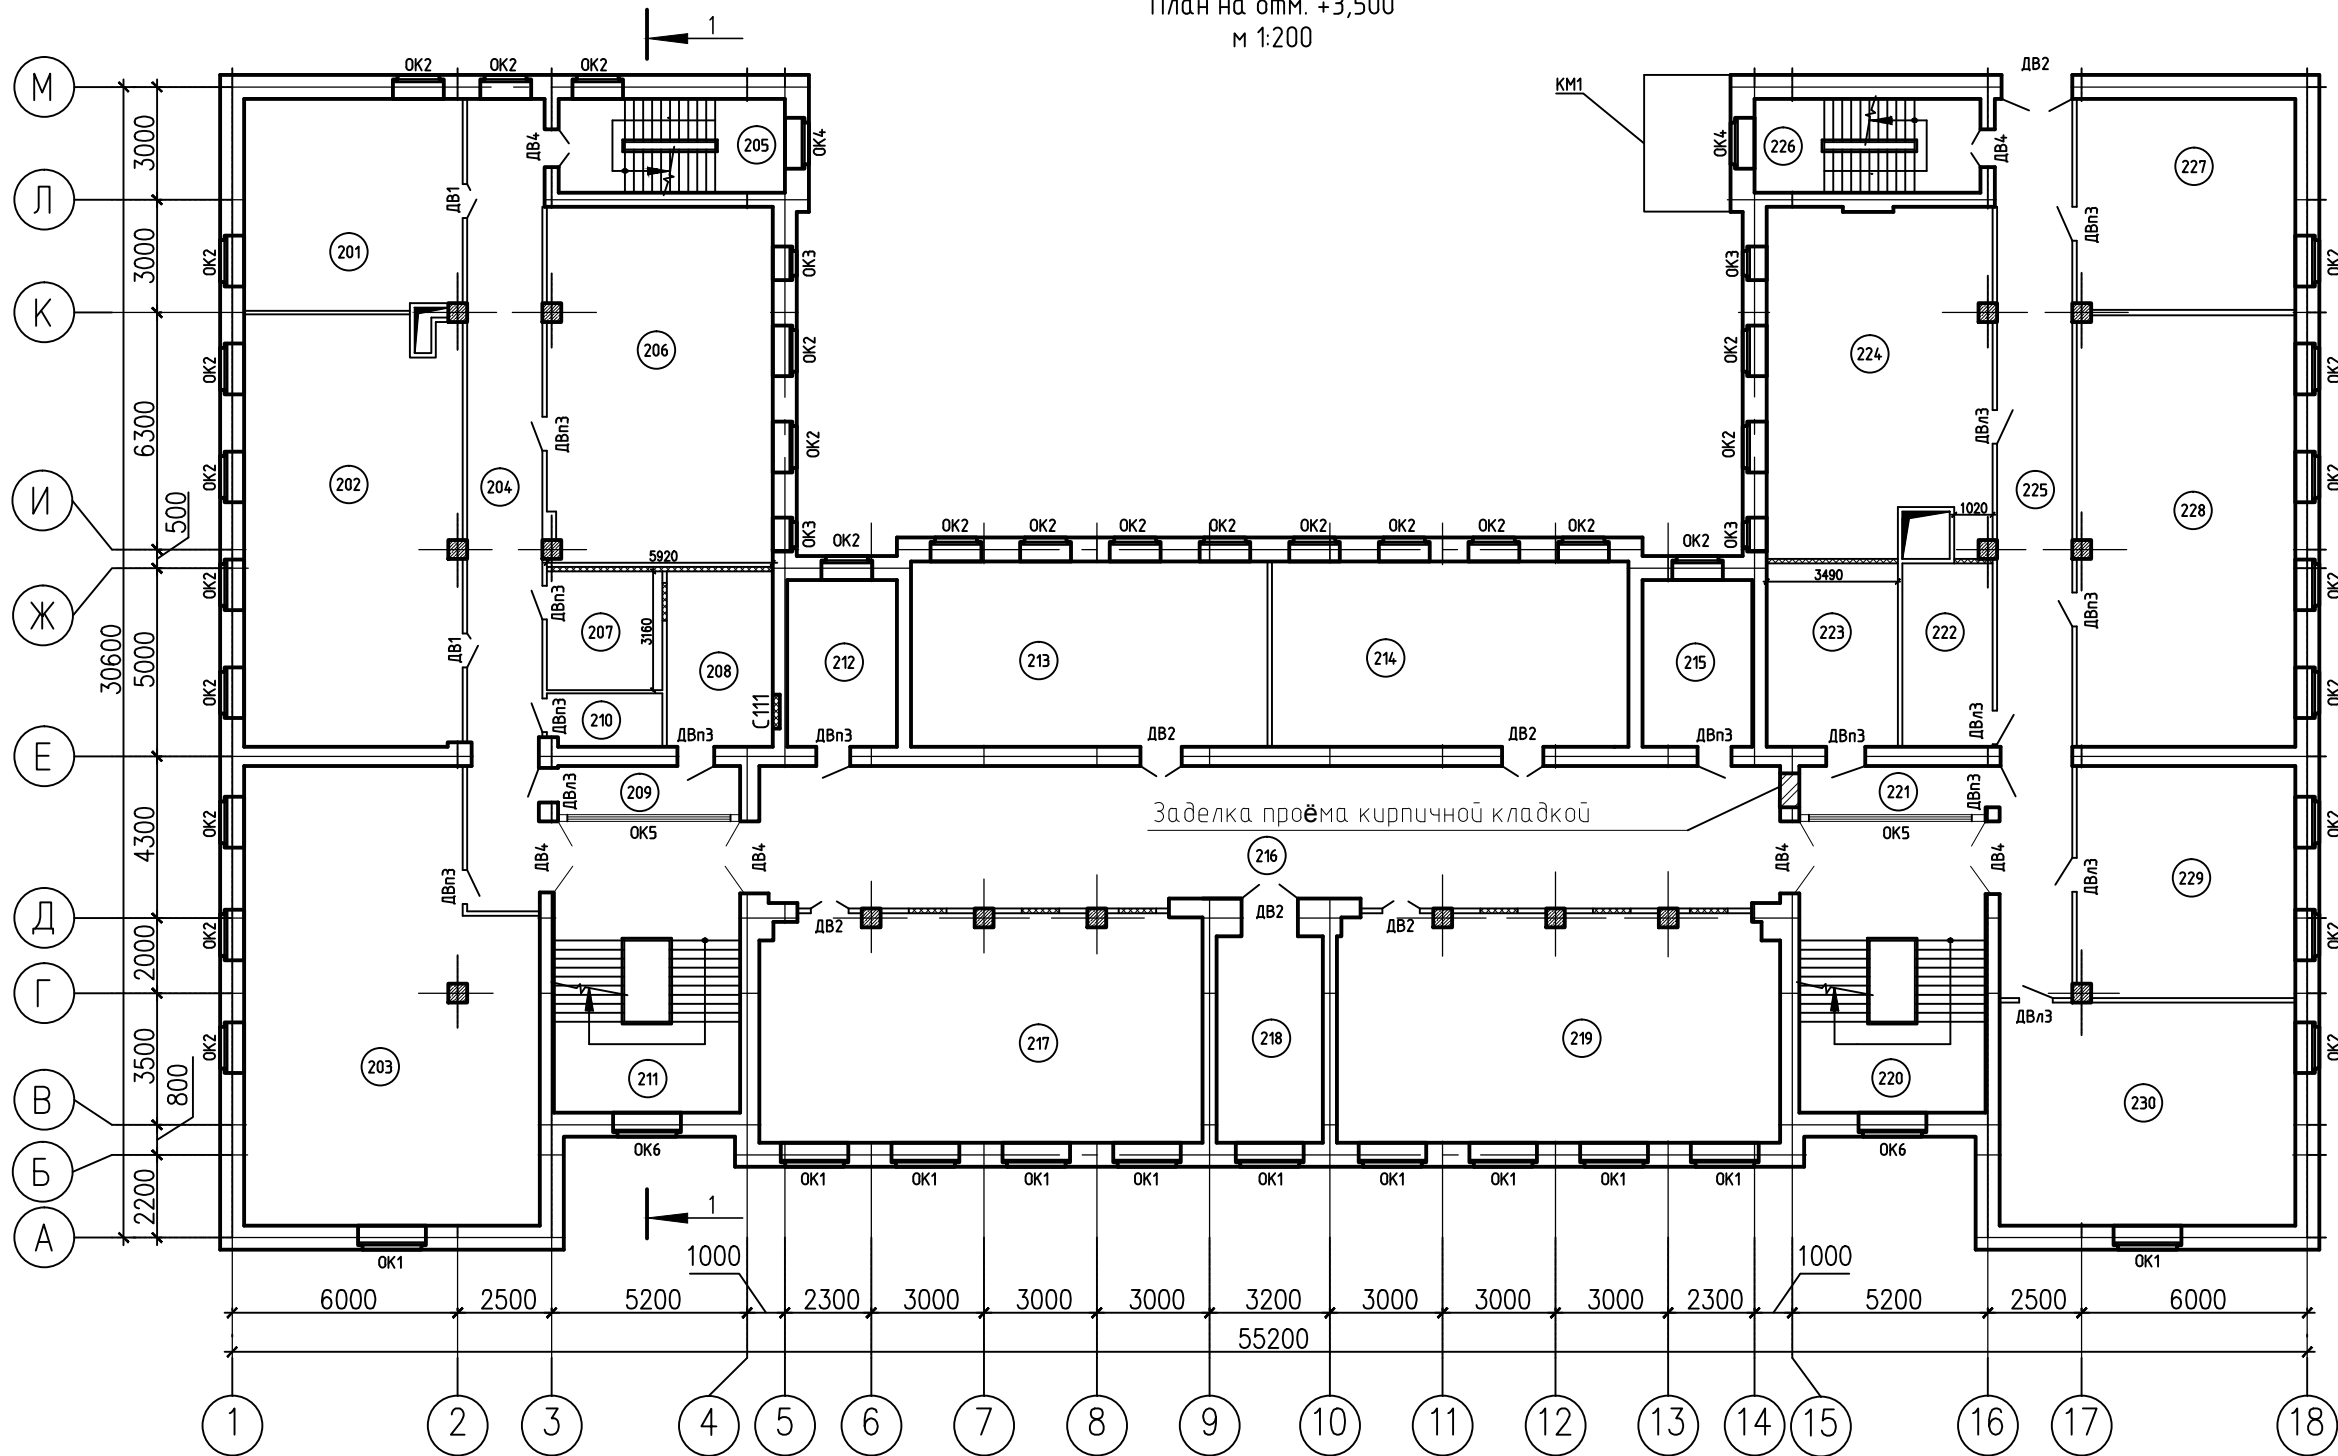 План на отм. +3,500
м 1:200
1
ОК2 ОК2 ОК2 ДВ2
М
КМ1
3000 ДВ4 205 ОК4 ОК4 226 ДВ4 227
Л
ДВ1 ДВп3
3000 ОК2 201 ОК3 ОК3 ОК2
К
ОК2 206 ОК2 ОК2 224 ОК2
6300 ДВп3 ОК2 ОК2 ДВл3
ОК2 202 204 225 228 ОК2
И
500 ОК3 ОК3 1020
ОК2 ОК2 ОК2 ОК2 ОК2 ОК2 ОК2 ОК2 ОК2 ОК2
5920
Ж
ОК2 ДВп3 3490 ДВп3 ОК2
30600 5000 ДВ1 207 3160 208 212 213 214 215 223 222
ОК2 ДВп3 210 С111 ДВл3 ОК2
Е
ДВп3 ДВп3 ДВ2 ДВ2 ДВп3 ДВп3
ДВл3 209 221 ДВп3
Заделка проёма кирпичной кладкой
4300 ОК2 ОК5 ОК5 ОК2
ДВп3 ДВ4 ДВ4 216 ДВ4 ДВ4 ДВл3 229
Д
ОК2 ДВ2 ДВ2 ДВ2 ОК2
2000
Г
ДВл3
3500 ОК2 217 218 219 ОК2
800 203 211 220 230
В
ОК6 ОК6
Б
ОК1 ОК1 ОК1 ОК1 ОК1 ОК1 ОК1 ОК1 ОК1
2200 1
А
ОК1 ОК1
1000 1000
6000 2500 5200 2300 3000 3000 3000 3200 3000 3000 3000 2300 5200 2500 6000
55200
1 2 3 4 5 6 7 8 9 10 11 12 13 14 15 16 17 18